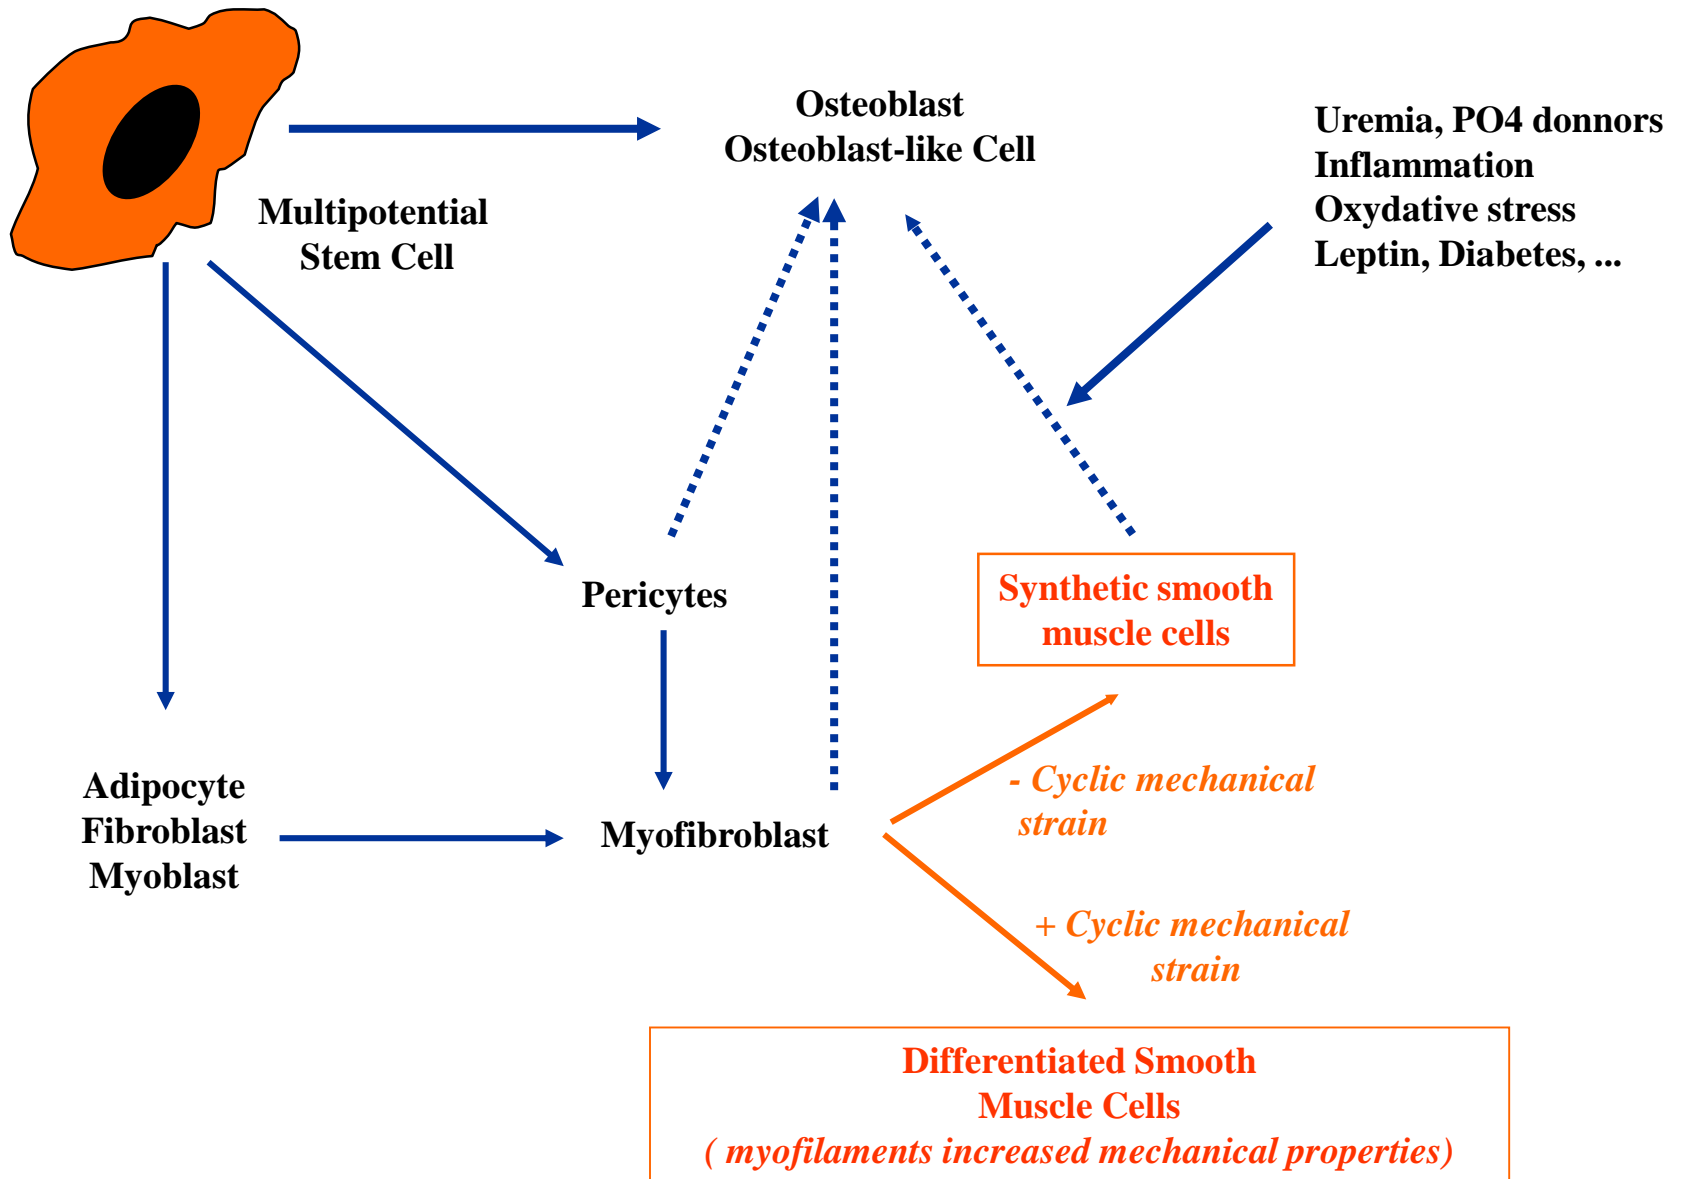 Osteoblast
Osteoblast-like Cell
Uremia, PO4 donnors
Inflammation
Oxydative stress
Leptin, Diabetes, ...
Multipotential
Stem Cell
Pericytes
Synthetic smooth
muscle cells
Adipocyte
Fibroblast
Myoblast
Myofibroblast
- Cyclic mechanical
strain
+ Cyclic mechanical
strain
Differentiated Smooth
Muscle Cells
( myofilaments increased mechanical properties)